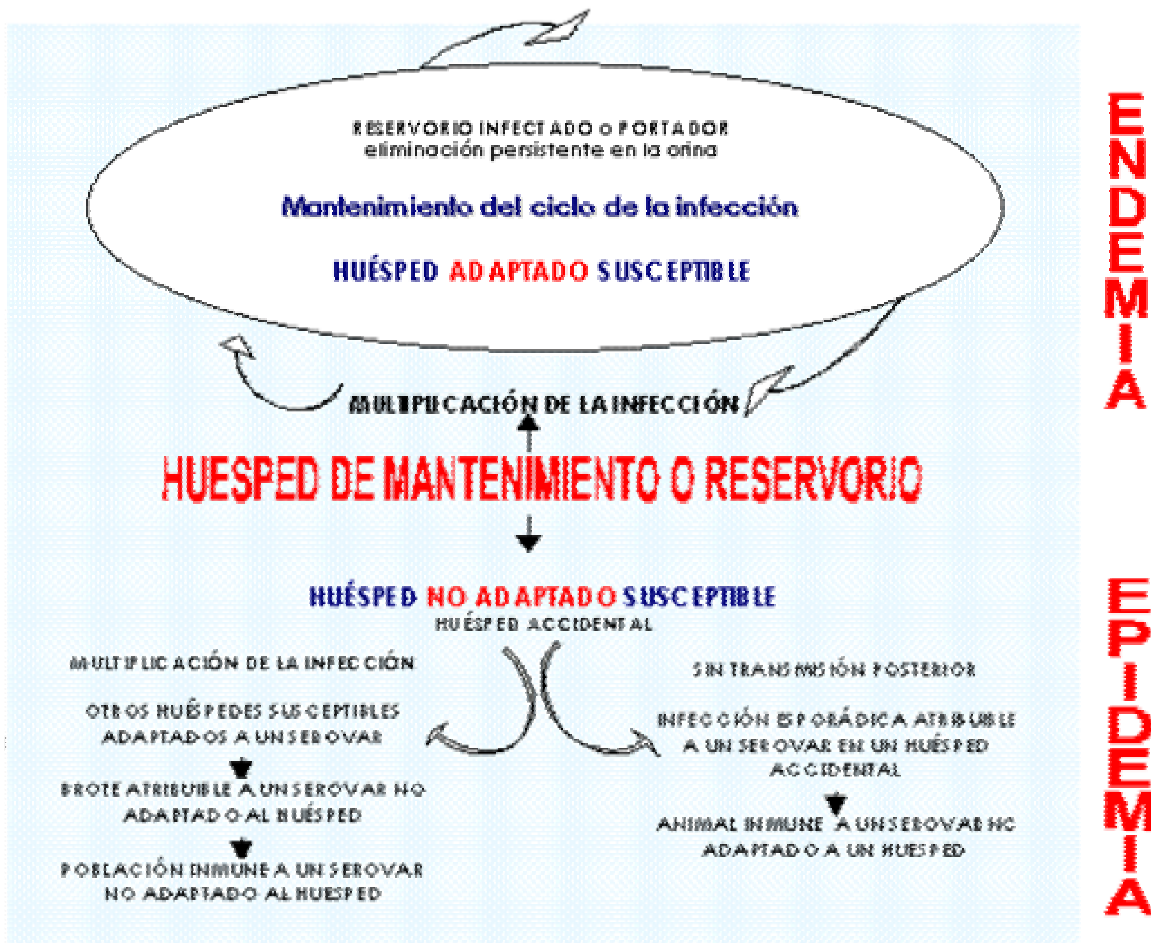 RESERVORIO INFECTADO o PORTADOR
eliminación persistente en la orina
Mantenimiento del ciclo de la infección
HUÉSPED ADAPTADO SUSCEPTIBLE
MULTIPLICACIÓN DE LA INFECCIÓN
ENDEMIA
HUESPED DE MANTENIMIENTO O RESERVORIO
HUÉSPED NO ADAPTADO SUSCEPTIBLE
HUÉSPED ACCIDENTAL
MULTIPLICACIÓN DE LA INFECCIÓN
OTROS HUÉSPEDES SUSCEPTIBLES
ADAPTADOS A UN SEROVAR
BROTE ATRIBUIBLE A UN SEROVAR NO
ADAPTADO AL HUÉSPED
POBLACIÓN INMUNE A UN SEROVAR
NO ADAPTADO AL HUESPED
SIN TRANSMISIÓN POSTERIOR
INFECCIÓN ESPORÁDICA ATRIBUIBLE
A UN SEROVAR EN UN HUÉSPED
ACCIDENTAL
ANIMAL INMUNE A UN SEROVAR NO
ADAPTADO A UN HUESPED
EPIDEMIA